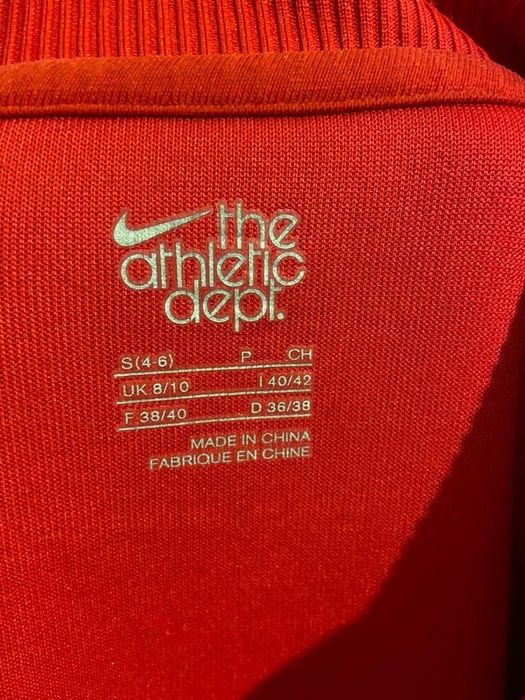 the
athletic
dept.
S(4-6) P CH
UK 8/10 I 40/42
F 38/40 D 36/38
MADE IN CHINA
FABRIQUE EN CHINE